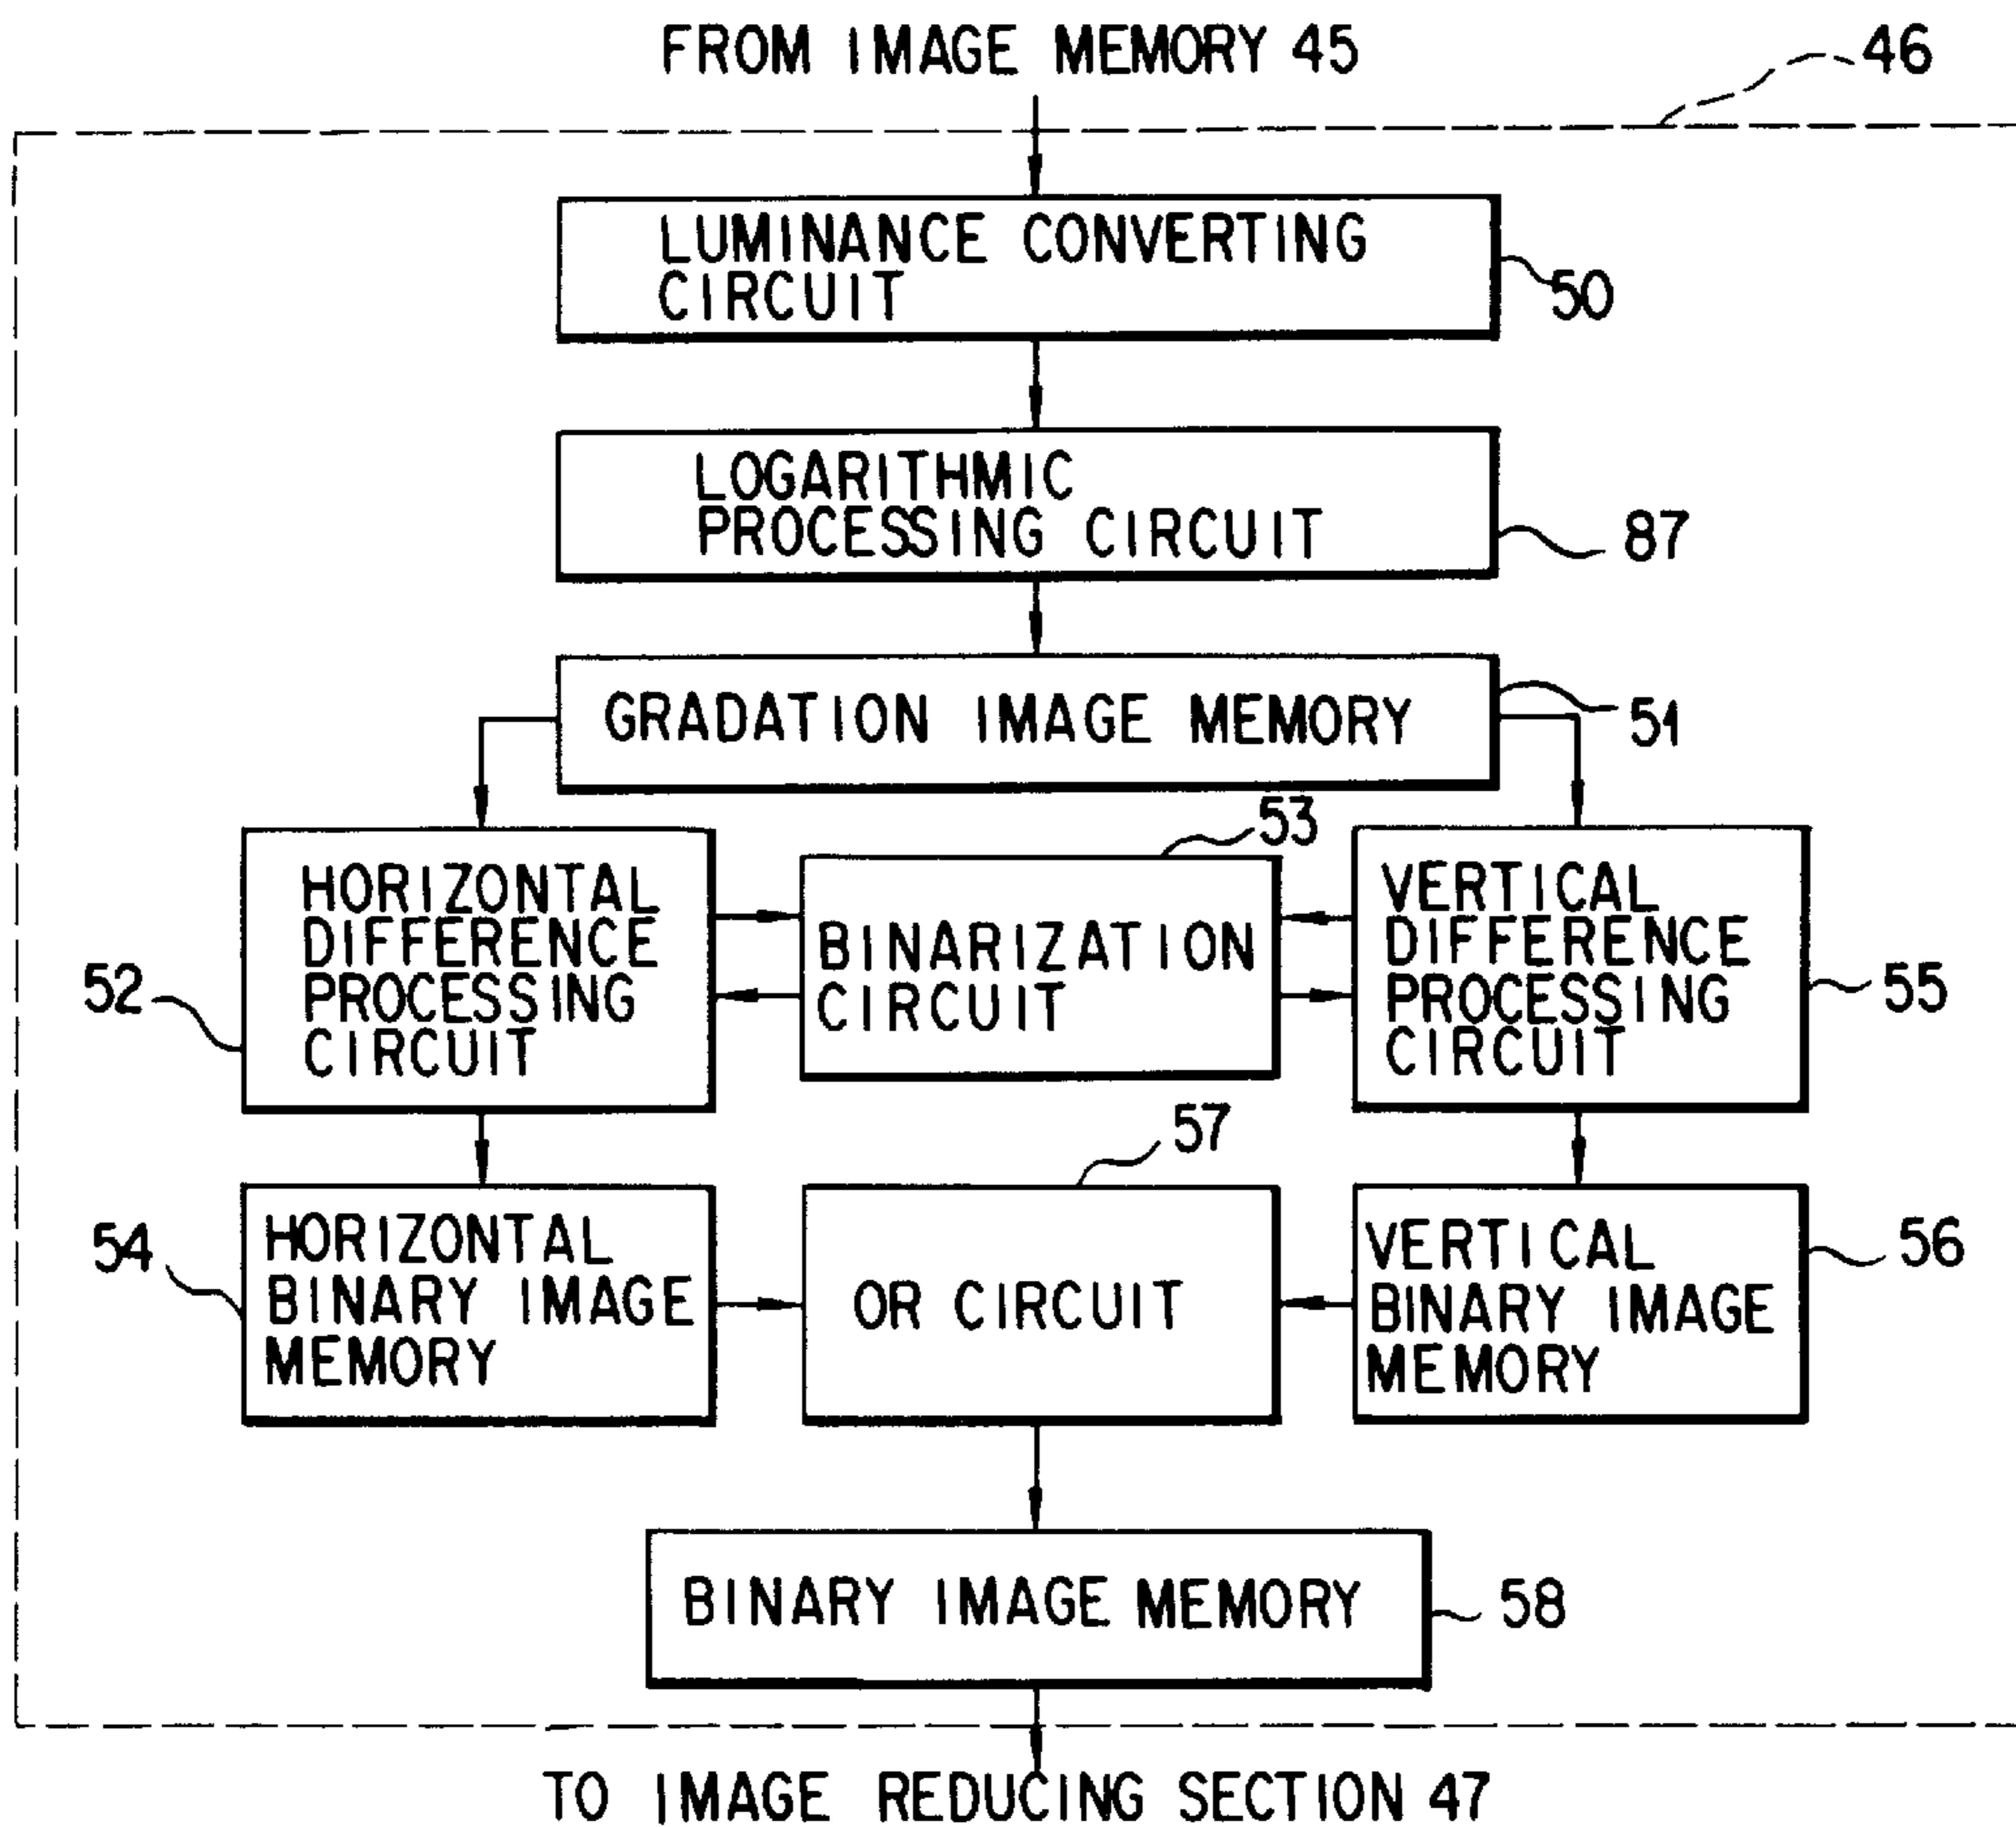 FROM IMAGE MEMORY 45
46
LUMINANCE CONVERTING
CIRCUIT
50
LOGARITHMIC
PROCESSING CIRCUIT
87
GRADATION IMAGE MEMORY
51
53
HORIZONTAL
DIFFERENCE
PROCESSING
CIRCUIT
52
BINARIZATION
CIRCUIT
VERTICAL
DIFFERENCE
PROCESSING
CIRCUIT
55
57
54
HORIZONTAL
BINARY IMAGE
MEMORY
OR CIRCUIT
VERTICAL
BINARY IMAGE
MEMORY
56
BINARY IMAGE MEMORY
58
TO IMAGE REDUCING SECTION 47